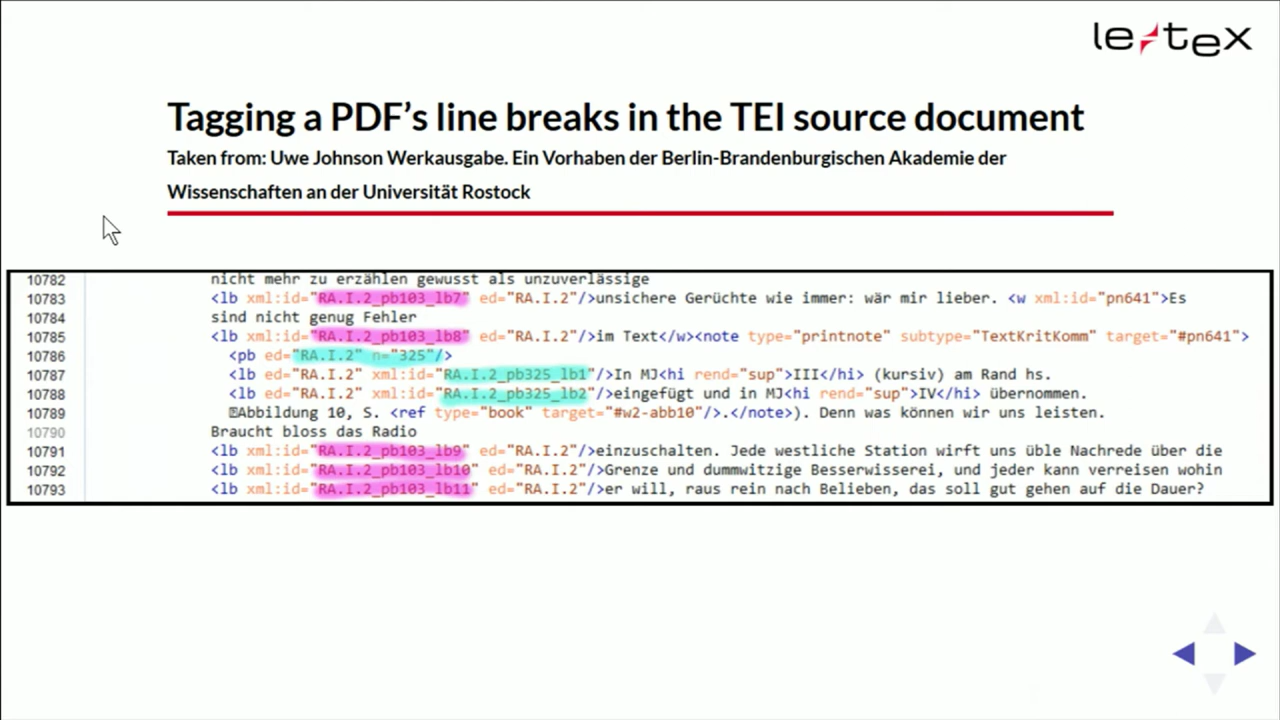 le-tex
Tagging a PDF's line breaks in the TEI source document
Taken from: Uwe Johnson Werkausgabe. Ein Vorhaben der Berlin-Brandenburgischen Akademie der
Wissenschaften an der Universität Rostock
10782 nicht mehr zu erzählen gewusst als unzuverlässige
10783 <lb xml:id="RA.I.2_pb103_lb7" ed="RA.I.2"/>unsichere Gerüchte wie immer: wär mir lieber. <w xml:id="pn641">Es
10784 sind nicht genug Fehler
10785 <lb xml:id="RA.I.2_pb103_lb8" ed="RA.I.2"/>im Text</w><note type="printnote" subtype="TextKritKomm" target="#pn641">
10786 <pb ed="RA.I.2" n="325"/>
10787 <lb ed="RA.I.2" xml:id="RA.I.2_pb325_lb1"/>In MJ<hi rend="sup">III</hi> (kursiv) am Rand hs.
10788 <lb ed="RA.I.2" xml:id="RA.I.2_pb325_lb2"/>eingefügt und in MJ<hi rend="sup">IV</hi> übernommen.
10789 Abbildung 10, S. <ref type="book" target="#w2-abb10"/>.</note>). Denn was können wir uns leisten.
10790 Braucht bloss das Radio
10791 <lb xml:id="RA.I.2_pb103_lb9" ed="RA.I.2"/>einzuschalten. Jede westliche Station wirft uns üble Nachrede über die
10792 <lb xml:id="RA.I.2_pb103_lb10" ed="RA.I.2"/>Grenze und dummwitzige Besserwisserei, und jeder kann verreisen wohin
10793 <lb xml:id="RA.I.2_pb103_lb11" ed="RA.I.2"/>er will, raus rein nach Belieben, das soll gut gehen auf die Dauer?